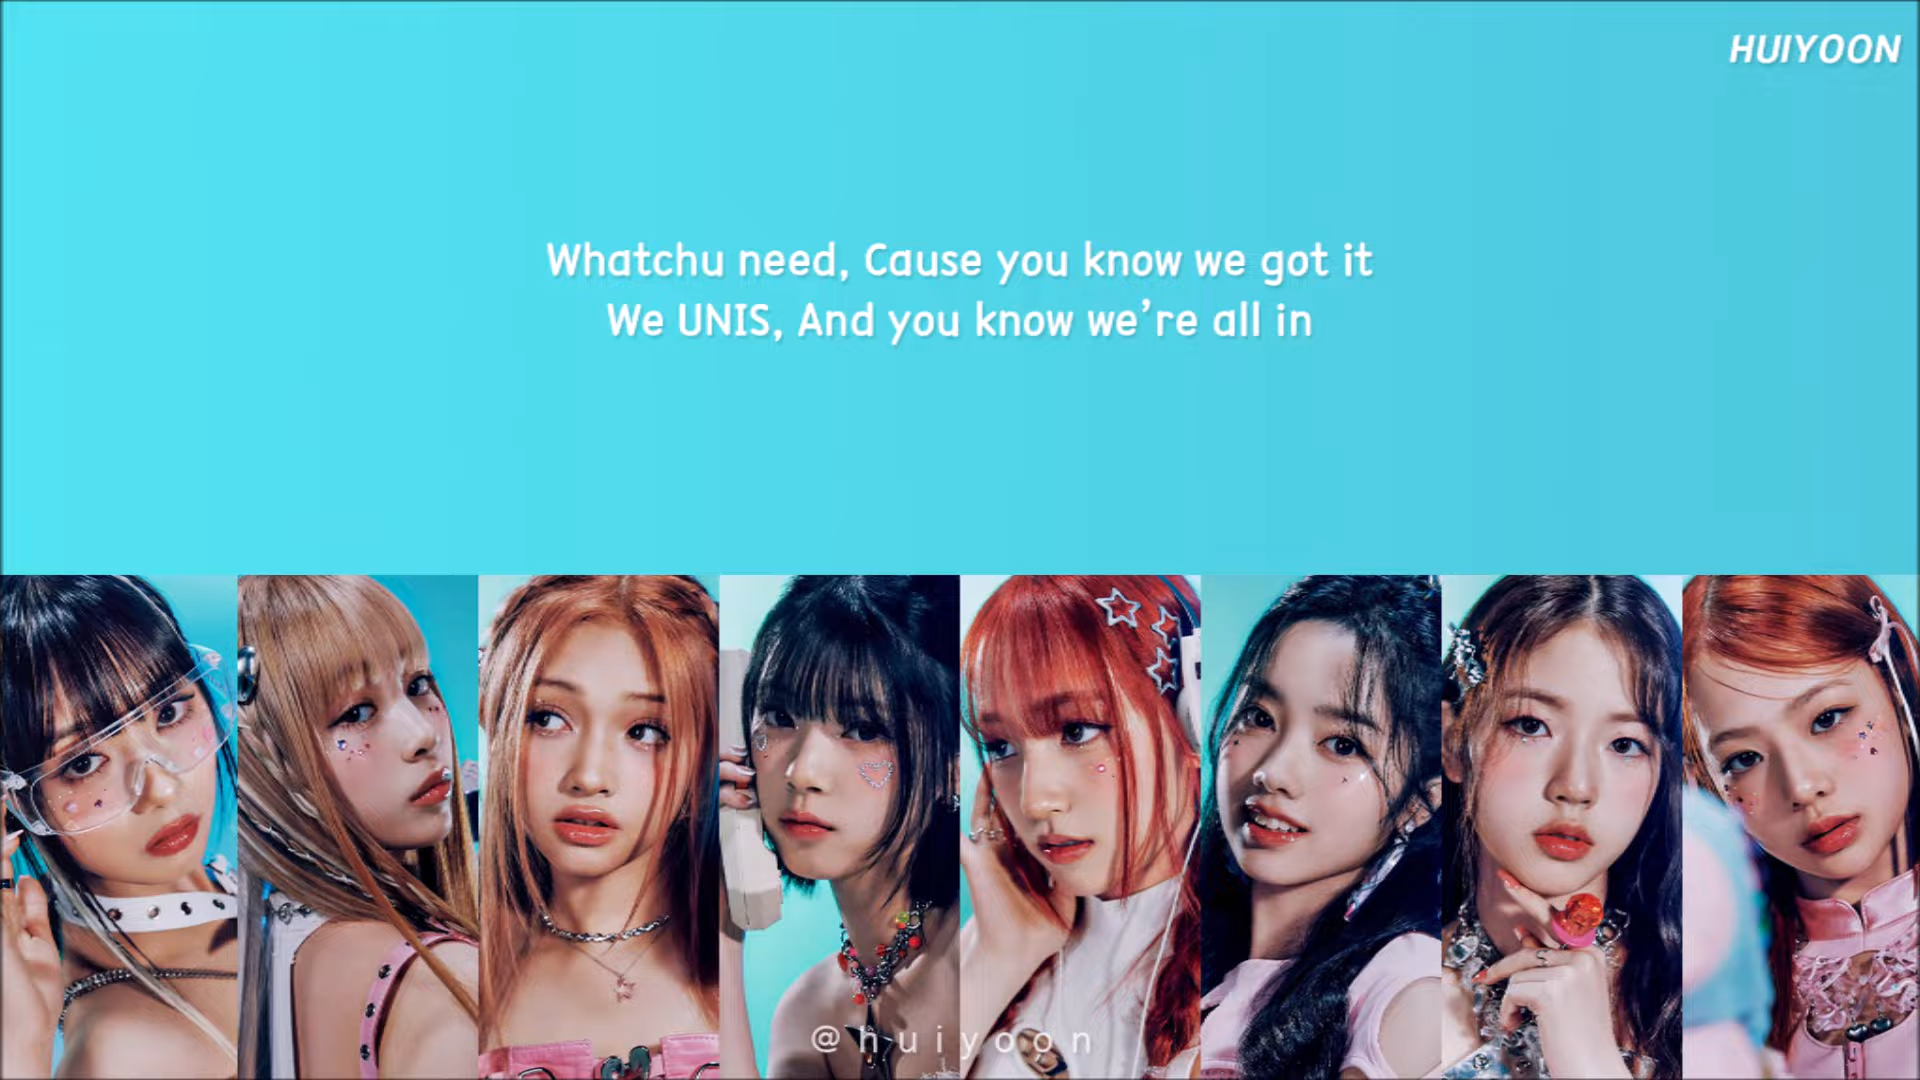 HUIYOON
Whatchu need, Cause you know we got it
We UNIS, And you know we’re all in
@huiyoon